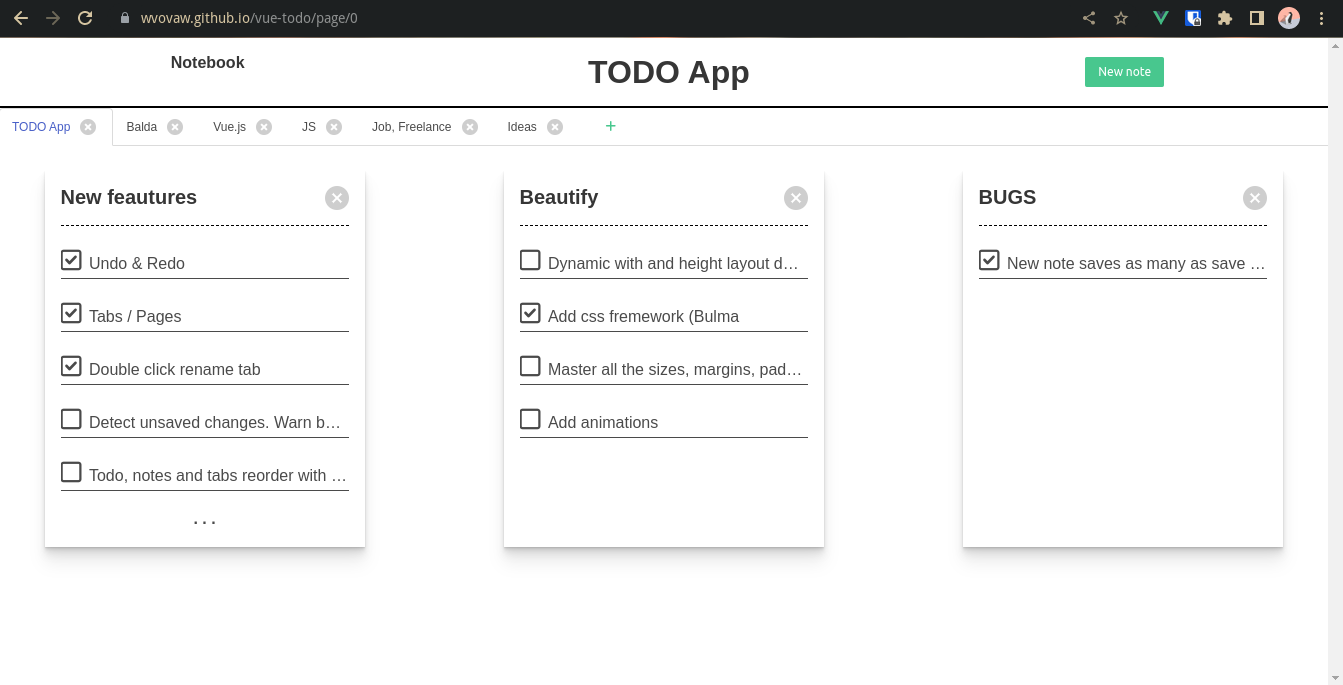 wvovaw.github.io/vue-todo/page/0
Notebook
TODO App
New note
TODO App Balda Vue.js JS Job, Freelance Ideas +
New feautures
Undo & Redo
Tabs / Pages
Double click rename tab
Detect unsaved changes. Warn b…
Todo, notes and tabs reorder with …
...
Beautify
Dynamic with and height layout d…
Add css fremework (Bulma
Master all the sizes, margins, pad…
Add animations
BUGS
New note saves as many as save …